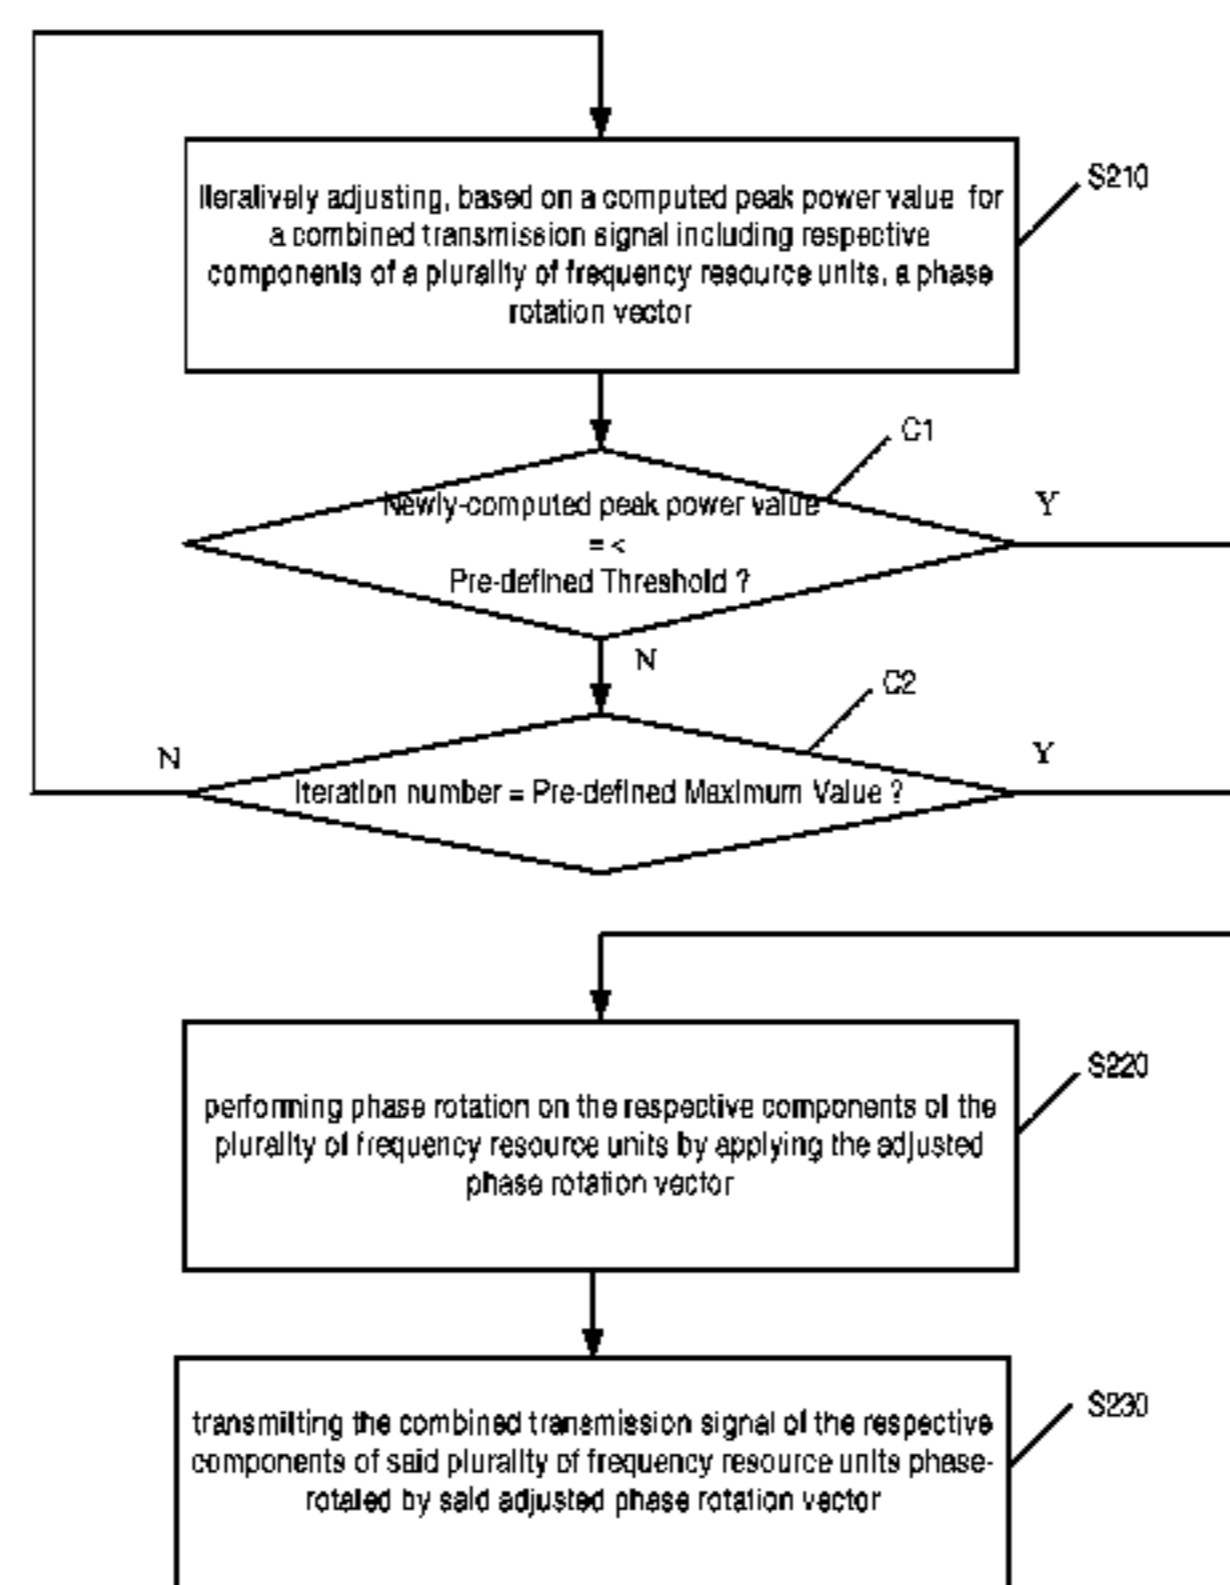 Iteratively adjusting, based on a computed peak power value for
a combined transmission signal including respective
components of a plurality of frequency resource units, a phase
rotation vector
S210
C1
Newly-computed peak power value
= <
Pre-defined Threshold ?
Y
N
C2
N
Iteration number = Pre-defined Maximum Value ?
Y
performing phase rotation on the respective components of the
plurality of frequency resource units by applying the adjusted
phase rotation vector
S220
transmitting the combined transmission signal of the respective
components of said plurality of frequency resource units phase-
rotated by said adjusted phase rotation vector
S230